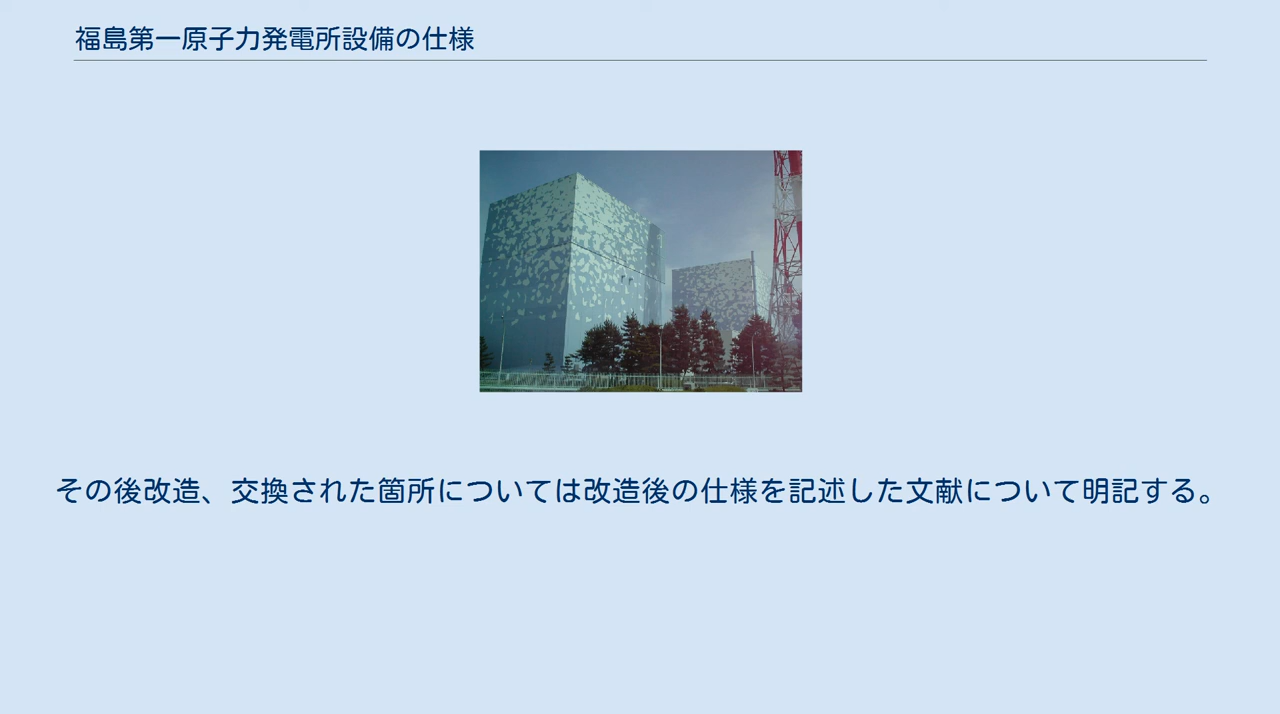 福島第一原子力発電所設備の仕様
その後改造、交換された箇所については改造後の仕様を記述した文献について明記する。